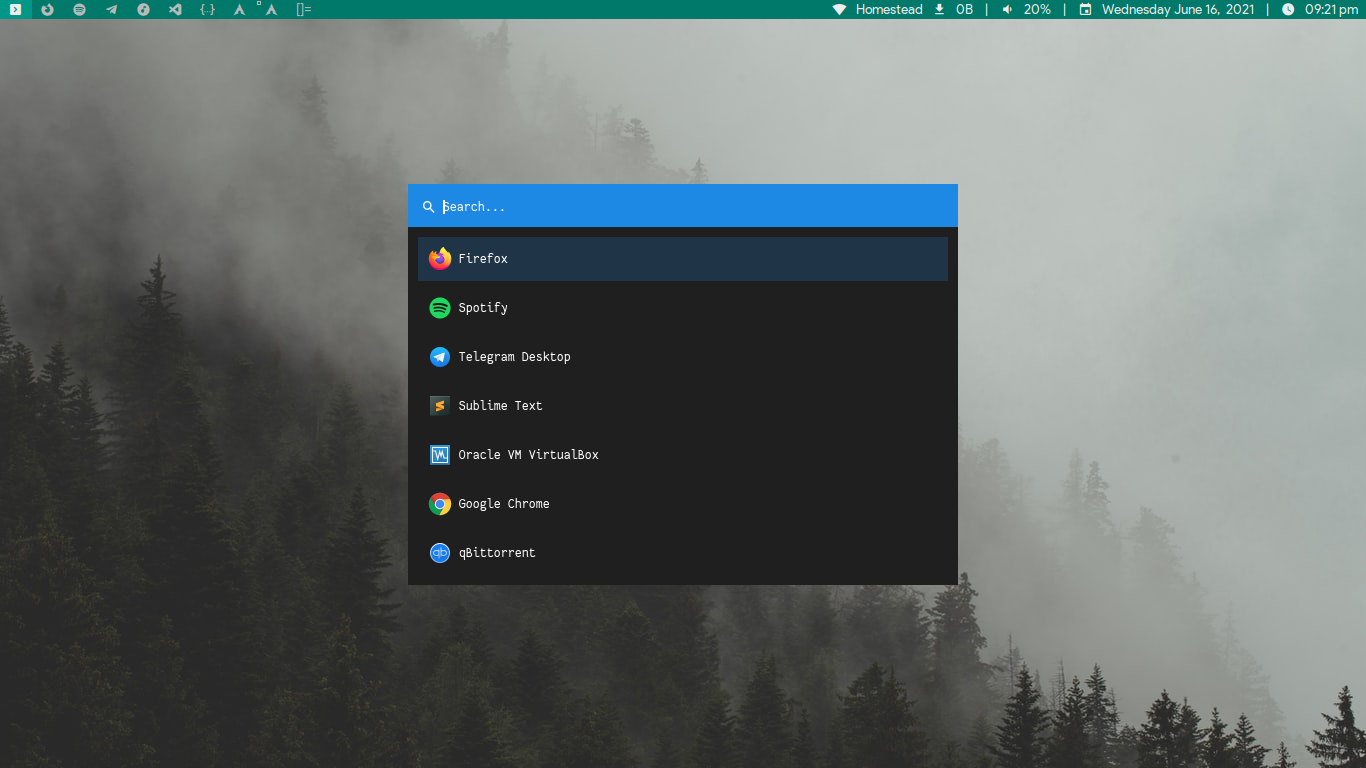 {..} []= Homestead 0B | 20% | Wednesday June 16, 2021 | 09:21 pm
Search...
Firefox
Spotify
Telegram Desktop
Sublime Text
Oracle VM VirtualBox
Google Chrome
qb qBittorrent